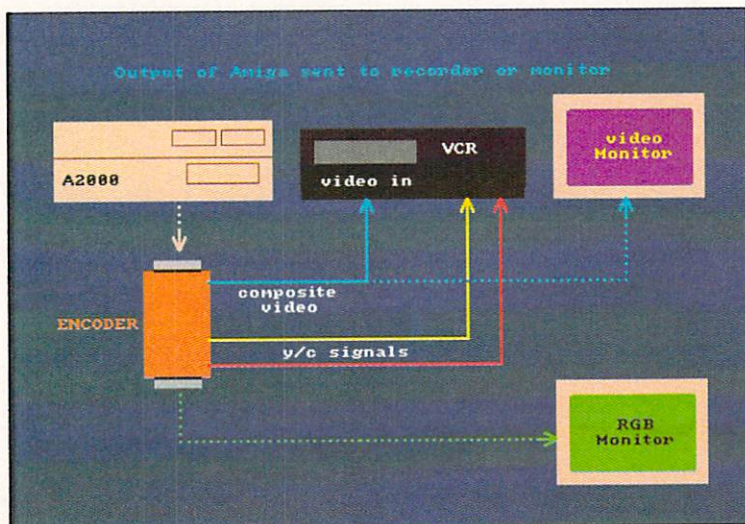 Output of Amiga sent to recorder or monitor
A2000
VCR
video in
video
Monitor
ENCODER
composite
video
y/c signals
RGB
Monitor